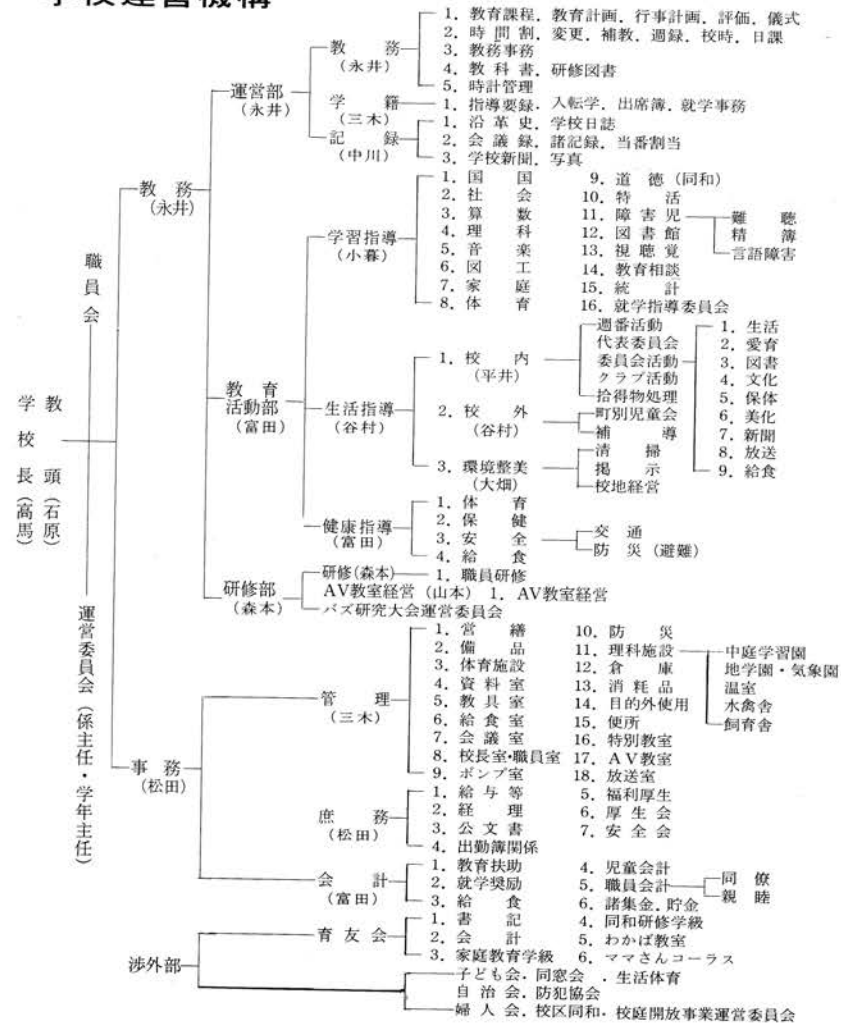 学校運営機構
学校長（高馬）
教頭（石原）
職員会
運営委員会（係主任・学年主任）
教務
（永井）
運営部
（永井）
教務
（永井）
1．教育課程．教育計画．行事計画．評価．儀式
2．時間割．変更．補教．週録．校時．日課
3．教務事務
4．教科書．研修図書
5．時計管理
学籍
（三木）
1．指導要録．入転学．出席簿．就学事務
記録
（中川）
1．沿革史．学校日誌
2．会議録．諸記録．当番割当
3．学校新聞．写真
教育
活動部
（富田）
学習指導
（小暮）
1．国国
2．社会
3．算数
4．理科
5．音楽
6．図工
7．家庭
8．体育
9．道徳（同和）
10．特活
11．障害児
12．図書館
13．視聴覚
14．教育相談
15．統計
16．就学指導委員会
難聴
精簿
言語障害
生活指導
（谷村）
1．校内
（平井）
週番活動
代表委員会
委員会活動
クラブ活動
拾得物処理
1．生活
2．愛育
3．図書
4．文化
5．保体
6．美化
7．新聞
8．放送
9．給食
2．校外
（谷村）
町別児童会
補導
3．環境整美
（大畑）
清掃
掲示
校地経営
健康指導
（富田）
1．体育
2．保健
3．安全
4．給食
交通
防災（避難）
研修部
（森本）
研修（森本）
1．職員研修
AV教室経営（山本） 1．AV教室経営
バズ研究大会運営委員会
事務
（松田）
管理
（三木）
1．営繕
2．備品
3．体育施設
4．資料室
5．教具室
6．給食室
7．会議室
8．校長室・職員室
9．ポンプ室
10．防災
11．理科施設
12．倉庫
13．消耗品
14．目的外使用
15．便所
16．特別教室
17．AV教室
18．放送室
中庭学習園
地学園・気象園
温室
水禽舎
飼育舎
庶務
（松田）
1．給与等
2．経理
3．公文書
4．出勤簿関係
5．福利厚生
6．厚生会
7．安全会
会計
（富田）
1．教育扶助
2．就学奨励
3．給食
4．児童会計
5．職員会計
6．諸集金．貯金
同僚
親睦
渉外部
育友会
1．書記
2．会計
3．家庭教育学級
4．同和研修学級
5．わかば教室
6．ママさんコーラス
子ども会．同窓会．生活体育
自治会．防犯協会
婦人会．校区同和．校庭開放事業運営委員会